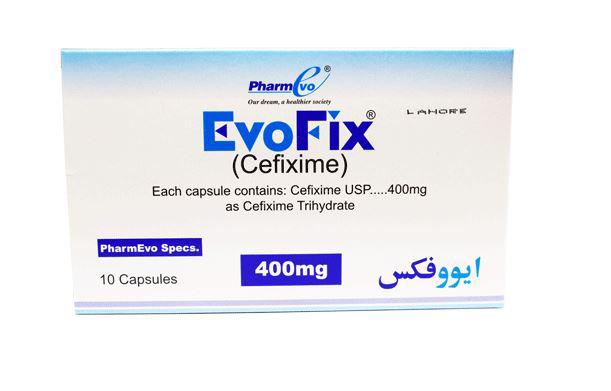 PharmEvo®
Our dream, a healthier society
LAHORE
EvoFix®
(Cefixime)
Each capsule contains: Cefixime USP.....400mg
as Cefixime Trihydrate
PharmEvo Specs.
10 Capsules
400mg
ایووفکس